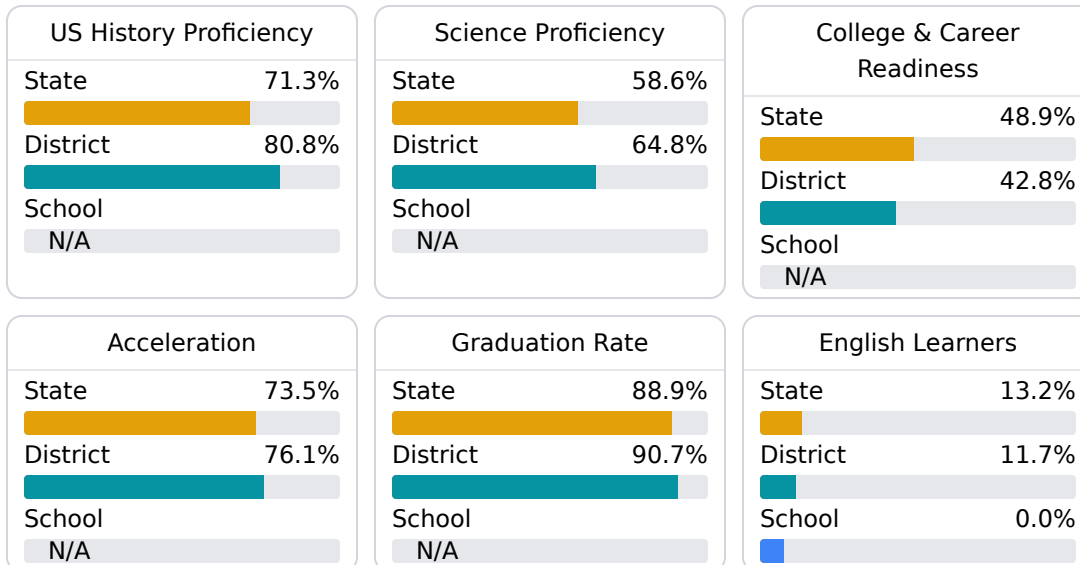 US History Proficiency
State 71.3%
District 80.8%
School
N/A
Science Proficiency
State 58.6%
District 64.8%
School
N/A
College & Career
Readiness
State 48.9%
District 42.8%
School
N/A
Acceleration
State 73.5%
District 76.1%
School
N/A
Graduation Rate
State 88.9%
District 90.7%
School
N/A
English Learners
State 13.2%
District 11.7%
School 0.0%